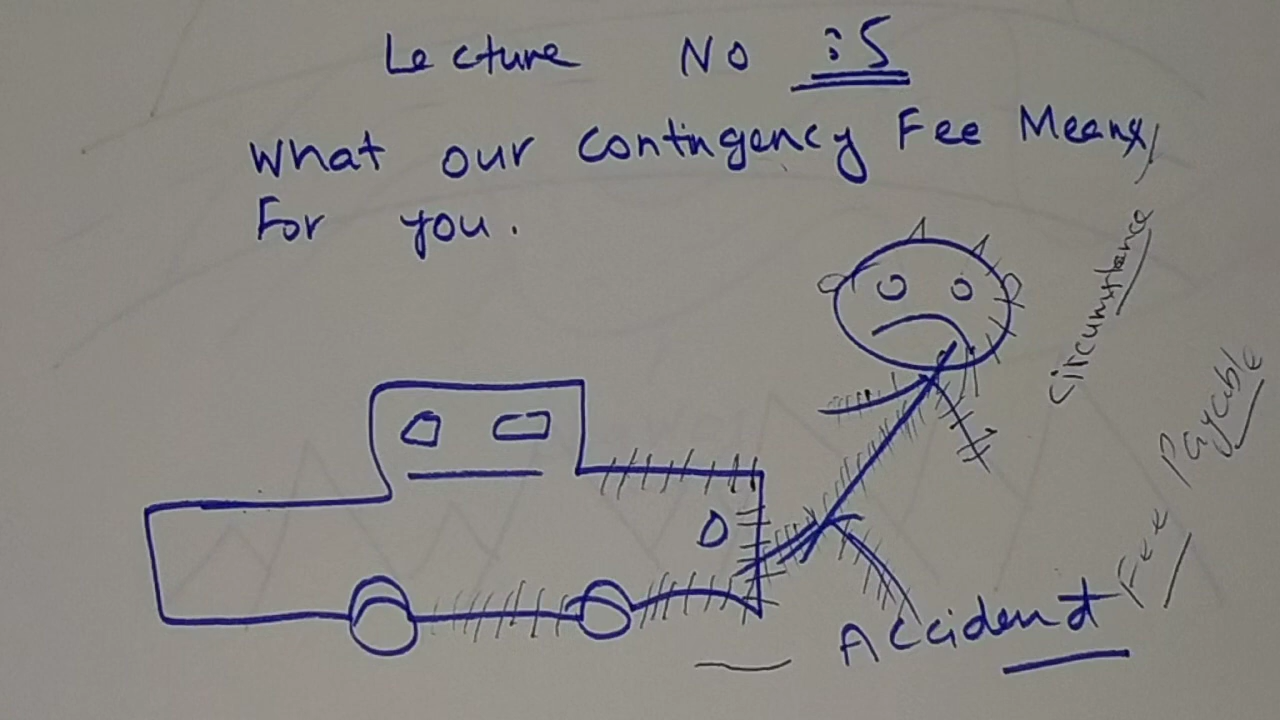 Lecture No :5
What our Contingency Fee Means,
For you.
Circumstance
Fee Payable
Accident